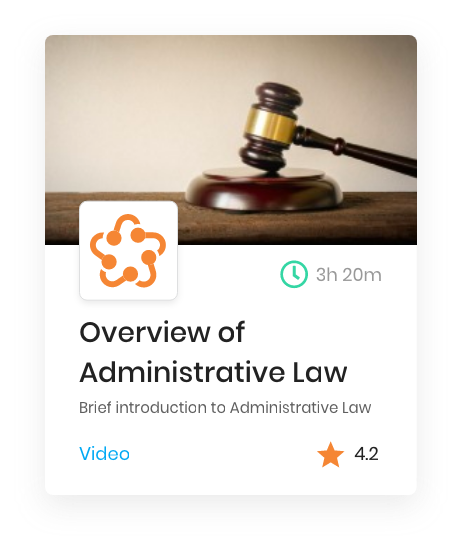 3h 20m
Overview of
Administrative Law
Brief introduction to Administrative Law
Video
4.2